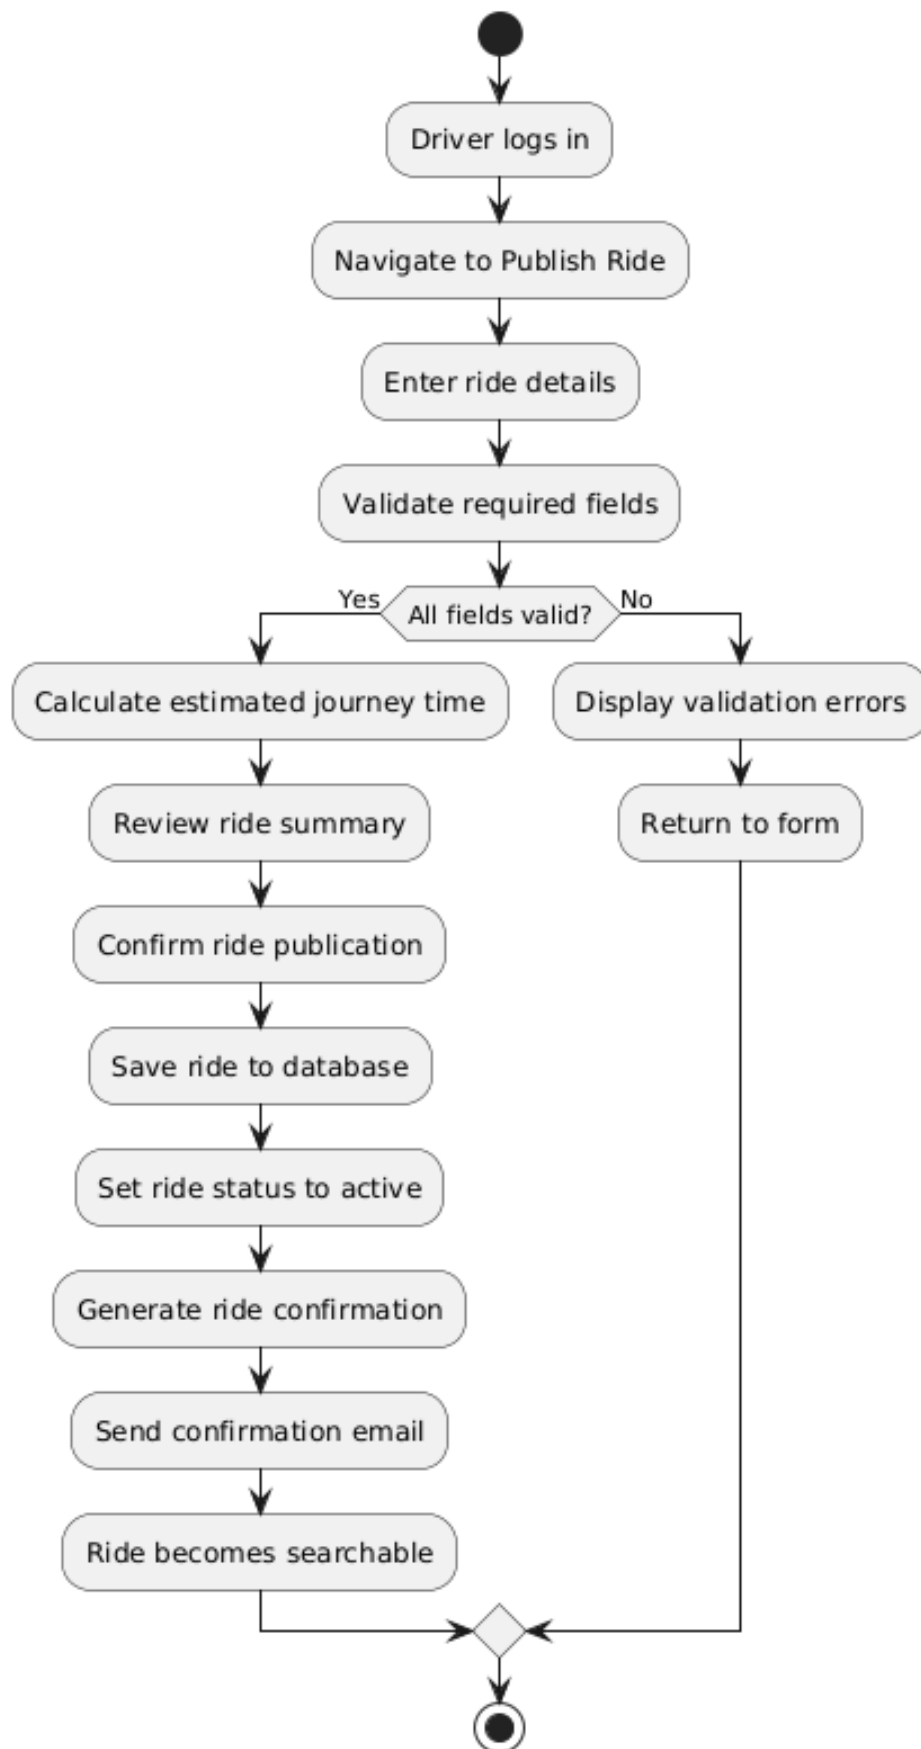 Driver logs in
Navigate to Publish Ride
Enter ride details
Validate required fields
Yes
All fields valid?
No
Calculate estimated journey time
Display validation errors
Review ride summary
Return to form
Confirm ride publication
Save ride to database
Set ride status to active
Generate ride confirmation
Send confirmation email
Ride becomes searchable